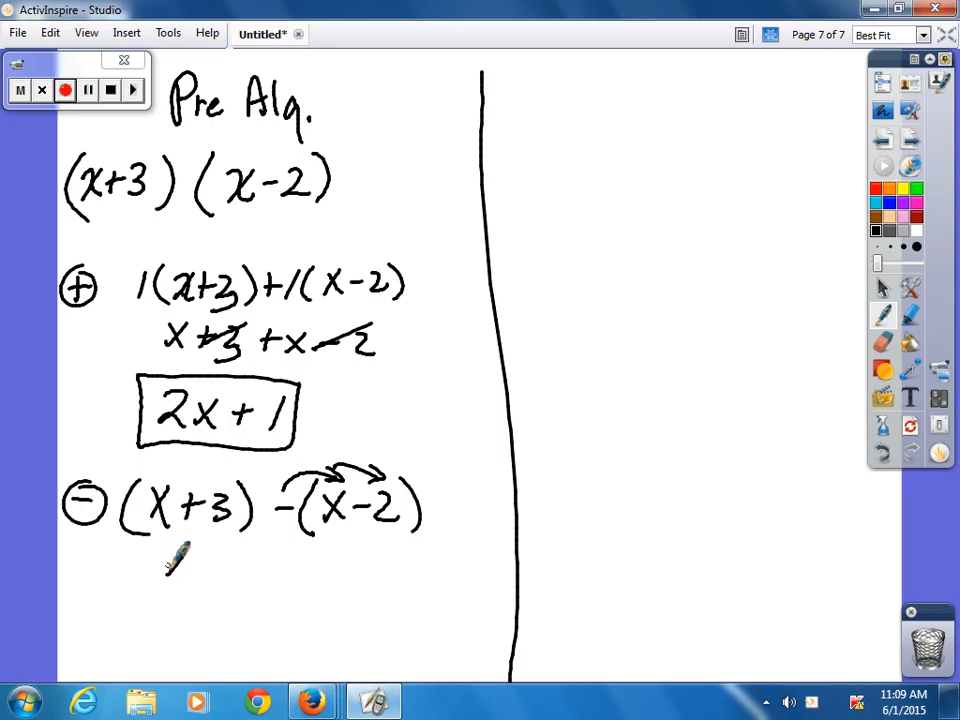 ActivInspire - Studio
File Edit View Insert Tools Help Untitled* Page 7 of 7 Best Fit
M
Pre Alg.
(x+3) (x-2)
+ 1(x+3)+1(x-2)
x+3+x-2
2x+1
- (x+3) -(x-2)
T
11:09 AM
6/1/2015